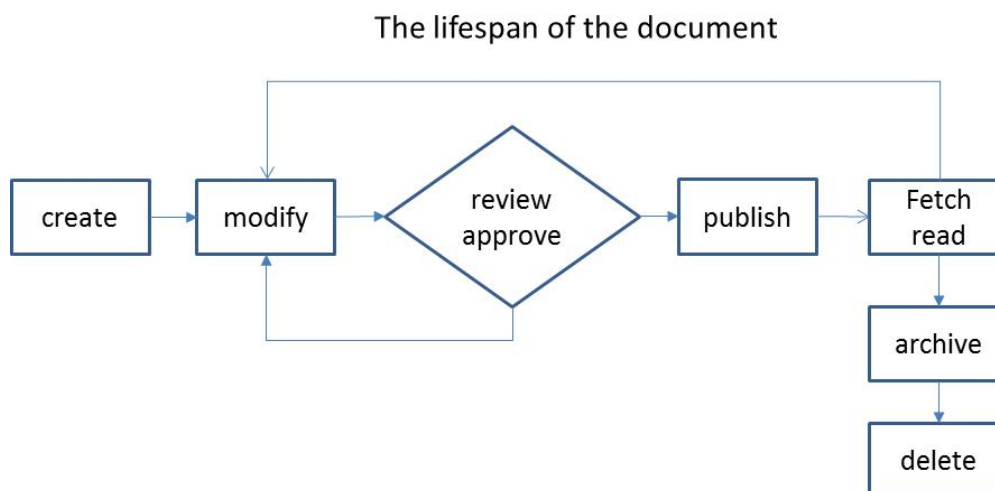 The lifespan of the document
create
modify
review
approve
publish
Fetch
read
archive
delete